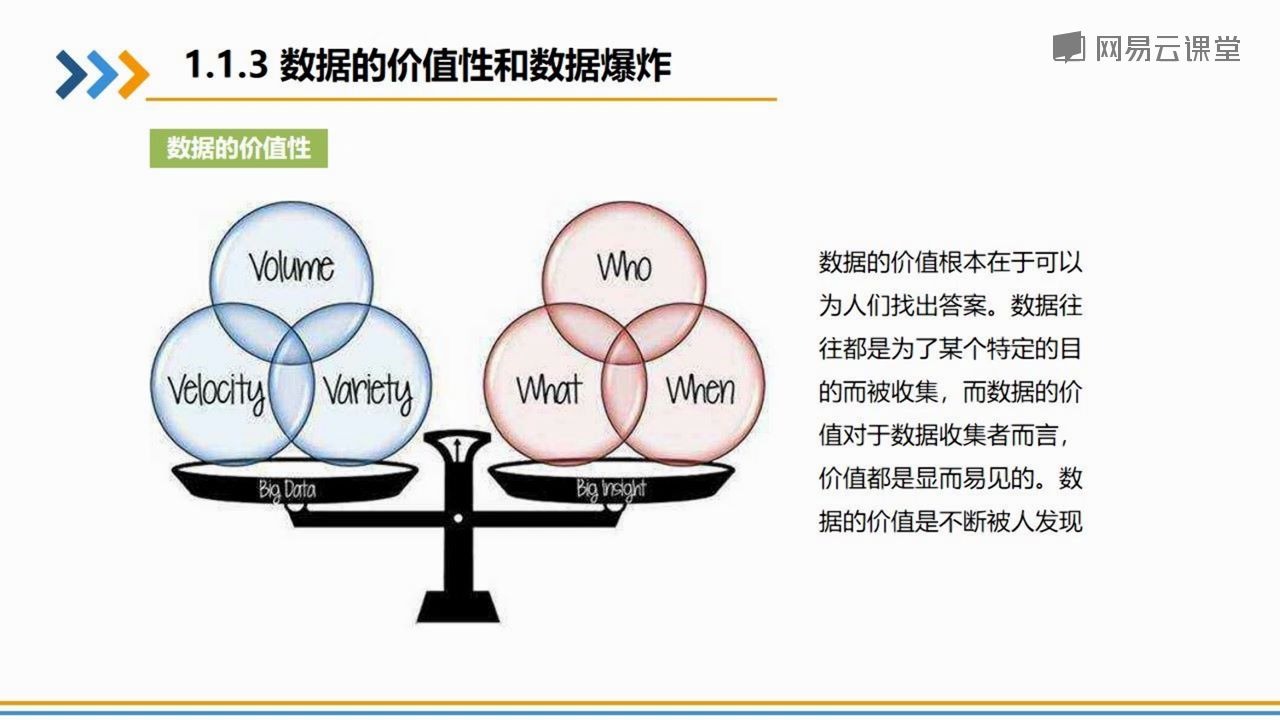 1.1.3 数据的价值性和数据爆炸
网易云课堂
数据的价值性
Volume
Velocity
Variety
Big Data
Who
What
When
Big Insight
数据的价值根本在于可以
为人们找出答案。数据往
往都是为了某个特定的目
的而被收集，而数据的价
值对于数据收集者而言，
价值都是显而易见的。数
据的价值是不断被人发现